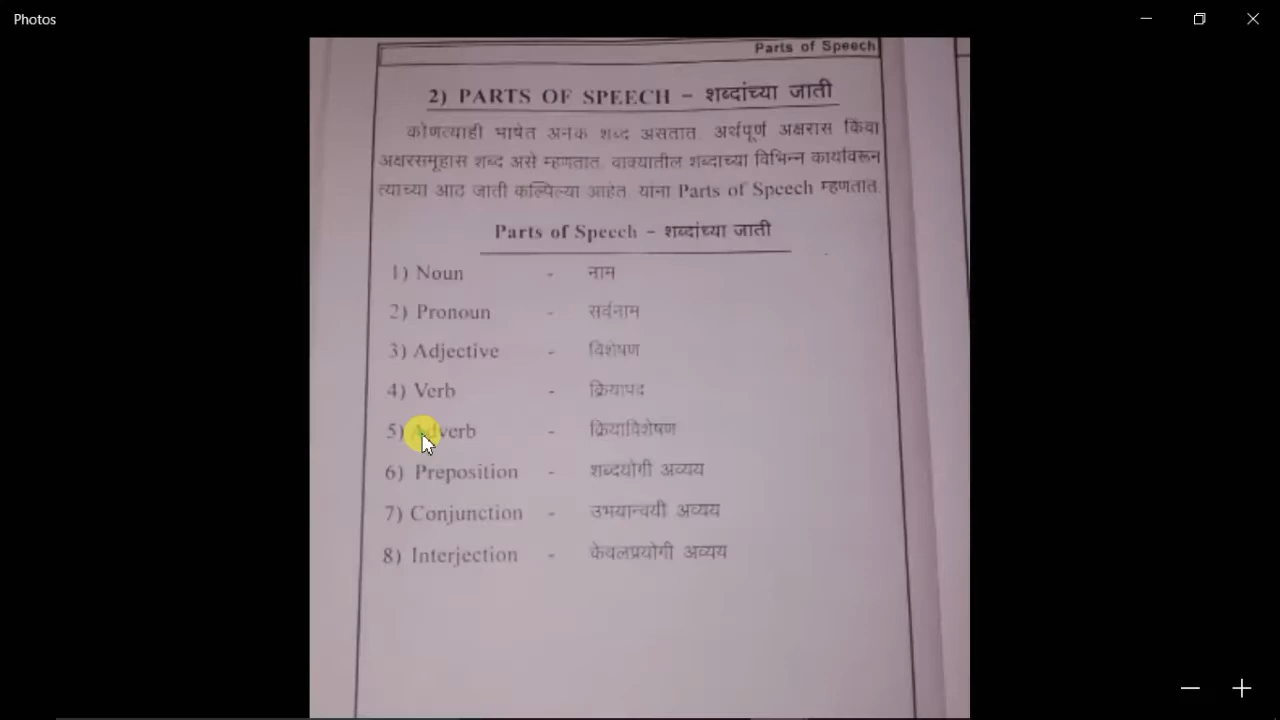 Photos
Parts of Speech
2) PARTS OF SPEECH – शब्दांच्या जाती
कोणत्याही भाषेत अनेक शब्द असतात. अर्थपूर्ण अक्षरास किंवा
अक्षरसमूहास शब्द असे म्हणतात. वाक्यातील शब्दाच्या विभिन्न कार्यावरून
त्याच्या आठ जाती कल्पिल्या आहेत. यांना Parts of Speech म्हणतात.
Parts of Speech – शब्दांच्या जाती
1) Noun - नाम
2) Pronoun - सर्वनाम
3) Adjective - विशेषण
4) Verb - क्रियापद
5) Adverb - क्रियाविशेषण
6) Preposition - शब्दयोगी अव्यय
7) Conjunction - उभयान्वयी अव्यय
8) Interjection - केवलप्रयोगी अव्यय